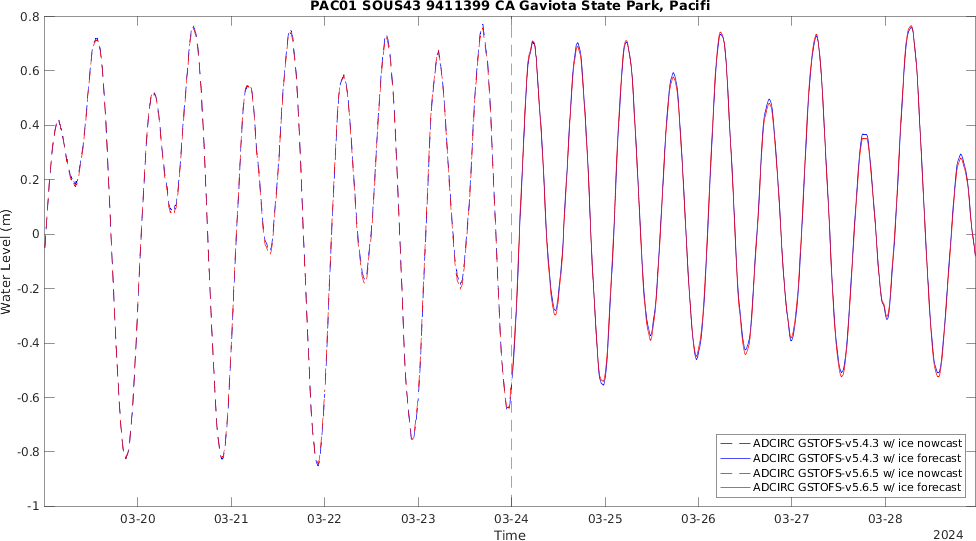 PAC01 SOUS43 9411399 CA Gaviota State Park, Pacifi
0.8
0.6
0.4
0.2
0
-0.2
-0.4
-0.6
-0.8
-1
Water Level (m)
ADCIRC GSTOFS-v5.4.3 w/ ice nowcast
ADCIRC GSTOFS-v5.4.3 w/ ice forecast
ADCIRC GSTOFS-v5.6.5 w/ ice nowcast
ADCIRC GSTOFS-v5.6.5 w/ ice forecast
03-20 03-21 03-22 03-23 03-24 03-25 03-26 03-27 03-28
Time
2024